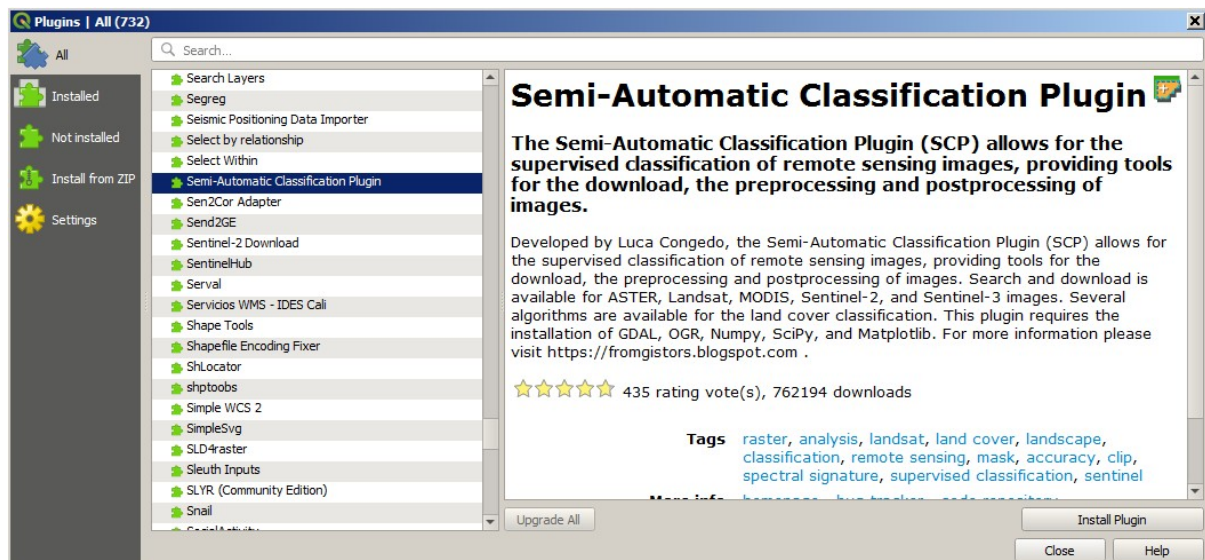 Plugins | All (732)
All
Installed
Not installed
Install from ZIP
Settings
Search...
Search Layers
Segreg
Seismic Positioning Data Importer
Select by relationship
Select Within
Semi-Automatic Classification Plugin
Sen2Cor Adapter
Send2GE
Sentinel-2 Download
SentinelHub
Serval
Servicios WMS - IDES Cali
Shape Tools
Shapefile Encoding Fixer
ShLocator
shptoobs
Simple WCS 2
SimpleSvg
SLD4raster
Sleuth Inputs
SLYR (Community Edition)
Snail
Semi-Automatic Classification Plugin
The Semi-Automatic Classification Plugin (SCP) allows for the
supervised classification of remote sensing images, providing tools
for the download, the preprocessing and postprocessing of
images.
Developed by Luca Congedo, the Semi-Automatic Classification Plugin (SCP) allows for
the supervised classification of remote sensing images, providing tools for the
download, the preprocessing and postprocessing of images. Search and download is
available for ASTER, Landsat, MODIS, Sentinel-2, and Sentinel-3 images. Several
algorithms are available for the land cover classification. This plugin requires the
installation of GDAL, OGR, Numpy, SciPy, and Matplotlib. For more information please
visit https://fromgistors.blogspot.com .
435 rating vote(s), 762194 downloads
Tags raster, analysis, landsat, land cover, landscape,
classification, remote sensing, mask, accuracy, clip,
spectral signature, supervised classification, sentinel
Upgrade All
Install Plugin
Close
Help